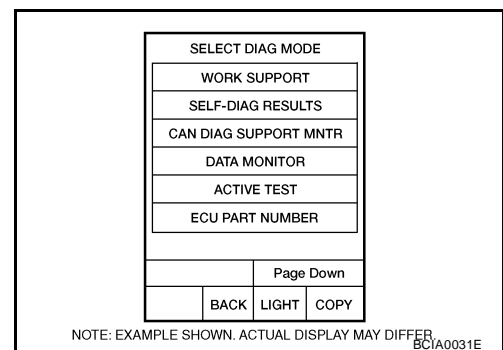 SELECT DIAG MODE
WORK SUPPORT
SELF-DIAG RESULTS
CAN DIAG SUPPORT MNTR
DATA MONITOR
ACTIVE TEST
ECU PART NUMBER
Page Down
BACK LIGHT COPY
NOTE: EXAMPLE SHOWN. ACTUAL DISPLAY MAY DIFFER.
BCIA0031E